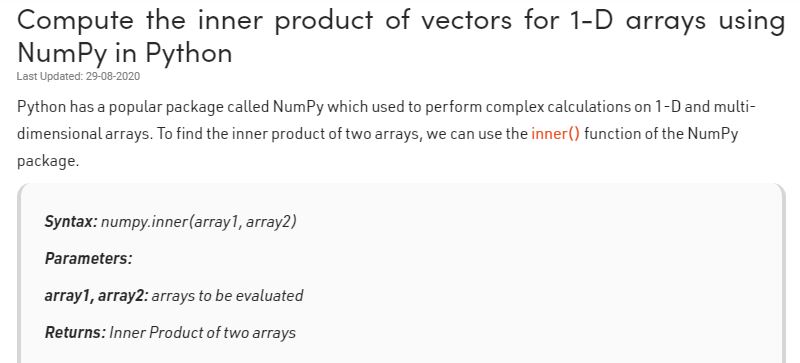 Compute the inner product of vectors for 1-D arrays using
NumPy in Python
Last Updated: 29-08-2020
Python has a popular package called NumPy which used to perform complex calculations on 1-D and multi-
dimensional arrays. To find the inner product of two arrays, we can use the inner() function of the NumPy
package.
Syntax: numpy.inner(array1, array2)
Parameters:
array1, array2: arrays to be evaluated
Returns: Inner Product of two arrays